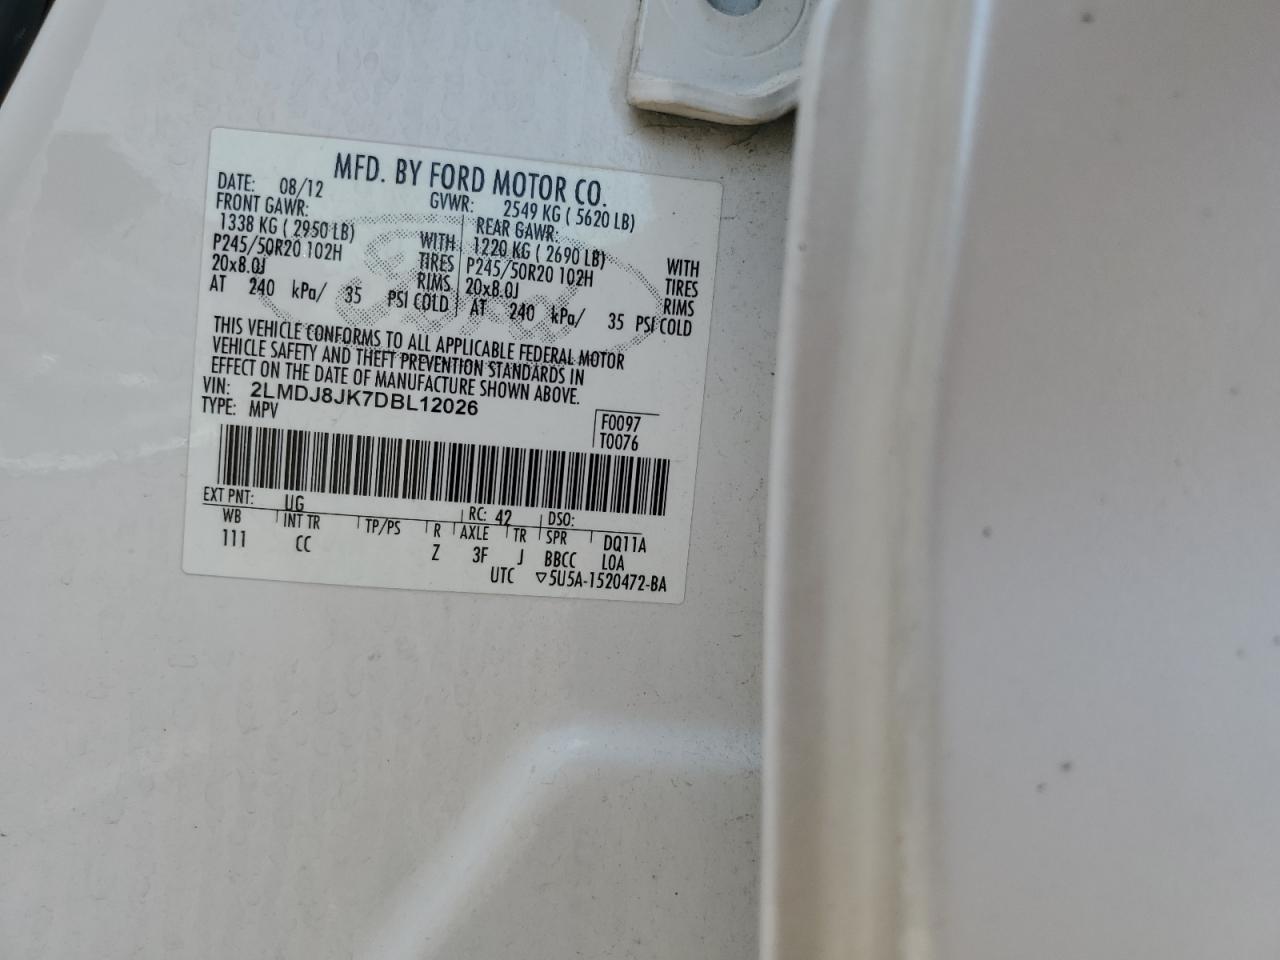 MFD. BY FORD MOTOR CO.
DATE: 08/12 GVWR: 2549 KG ( 5620 LB)
FRONT GAWR: REAR GAWR:
1338 KG ( 2950 LB) WITH 1220 KG ( 2690 LB) WITH
P245/50R20 102H TIRES P245/50R20 102H TIRES
20x8.0J RIMS 20x8.0J RIMS
AT 240 kPa/ 35 PSI COLD AT 240 kPa/ 35 PSI COLD
THIS VEHICLE CONFORMS TO ALL APPLICABLE FEDERAL MOTOR
VEHICLE SAFETY AND THEFT PREVENTION STANDARDS IN
EFFECT ON THE DATE OF MANUFACTURE SHOWN ABOVE.
VIN: 2LMDJ8JK7DBL12026
TYPE: MPV
F0097
T0076
EXT PNT: UG RC: 42 DSO:
WB INT TR TP/PS R AXLE TR SPR DQ11A
111 CC Z 3F J BBCC LOA
UTC ▽5U5A-1520472-BA